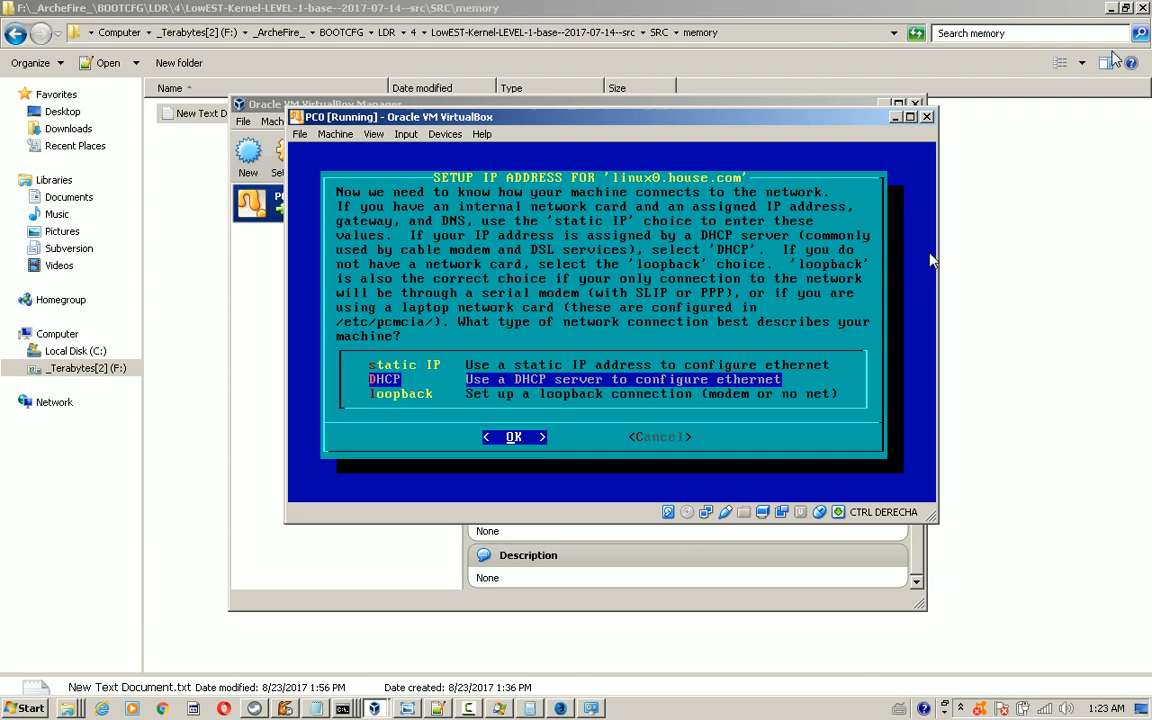 F:\_ArcheFire_\BOOTCFG\LDR\4\LowEST-Kernel-LEVEL-1-base--2017-07-14--src\SRC\memory
Computer
_Terabytes[2] (F:)
_ArcheFire_
BOOTCFG
LDR
4
LowEST-Kernel-LEVEL-1-base--2017-07-14--src
SRC
memory
Search memory
Organize
Open
New folder
Name
Date modified
Type
Size
Favorites
Desktop
Downloads
Recent Places
Libraries
Documents
Music
Pictures
Subversion
Videos
Homegroup
Computer
Local Disk (C:)
_Terabytes[2] (F:)
Network
New Text D
Oracle VM VirtualBox Manager
File
Mach
New
Set
PC0 [Running] - Oracle VM VirtualBox
File Machine View Input Devices Help
SETUP IP ADDRESS FOR 'linux0.house.com'
Now we need to know how your machine connects to the network.
If you have an internal network card and an assigned IP address,
gateway, and DNS, use the 'static IP' choice to enter these
values. If your IP address is assigned by a DHCP server (commonly
used by cable modem and DSL services), select 'DHCP'. If you do
not have a network card, select the 'loopback' choice. 'loopback'
is also the correct choice if your only connection to the network
will be through a serial modem (with SLIP or PPP), or if you are
using a laptop network card (these are configured in
/etc/pcmcia/). What type of network connection best describes your
machine?
static IP Use a static IP address to configure ethernet
DHCP Use a DHCP server to configure ethernet
loopback Set up a loopback connection (modem or no net)
< OK > <Cancel>
CTRL DERECHA
None
Description
None
New Text Document.txt Date modified: 8/23/2017 1:56 PM Date created: 8/23/2017 1:36 PM
Start
1:23 AM